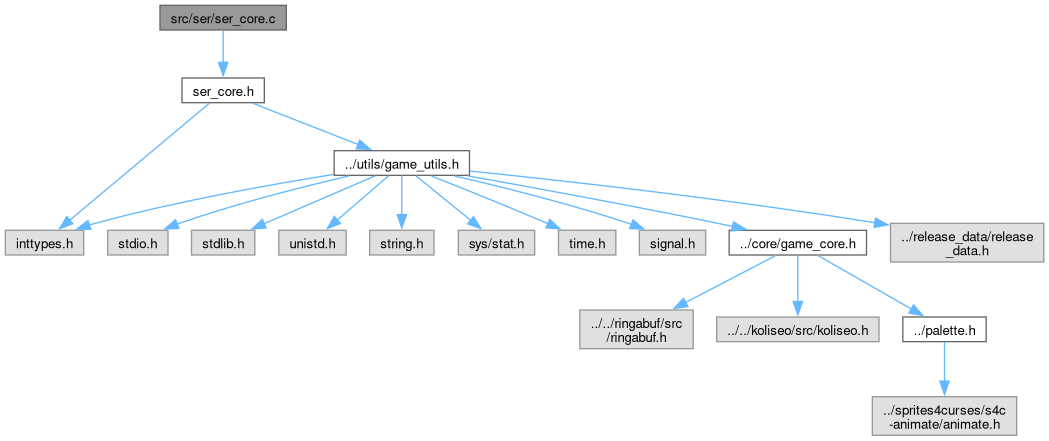 src/ser/ser_core.c
ser_core.h
../utils/game_utils.h
inttypes.h
stdio.h
stdlib.h
unistd.h
string.h
sys/stat.h
time.h
signal.h
../core/game_core.h
../release_data/release
_data.h
../../ringabuf/src
/ringabuf.h
../../koliseo/src/koliseo.h
../palette.h
../sprites4curses/s4c
-animate/animate.h